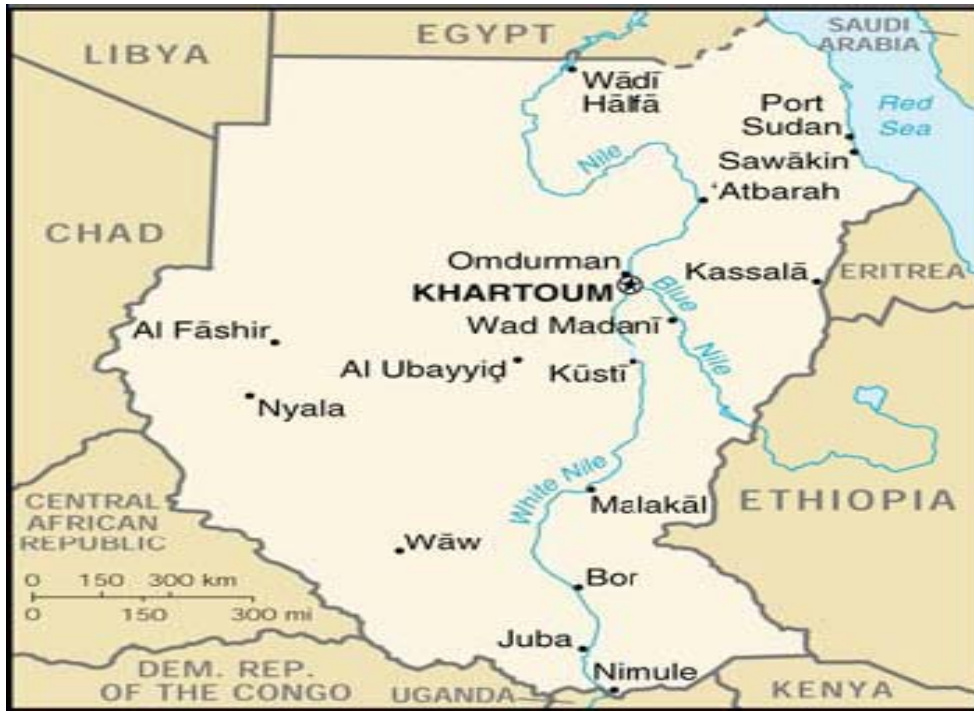 LIBYA
EGYPT
SAUDI
ARABIA
Wādī
Hālfā
Port
Sudan
Red
Sea
Sawākin
Nile
'Atbarah
CHAD
Omdurman
KHARTOUM
Kassalā
ERITREA
Blue
Nile
Wad Madanī
Al Fāshir
Al Ubayyiḍ
Kūstī
Nyala
White Nile
Malakāl
ETHIOPIA
CENTRAL
AFRICAN
REPUBLIC
Wāw
0 150 300 km
0 150 300 mi
Bor
Juba
Nimule
DEM. REP.
OF THE CONGO
UGANDA
KENYA